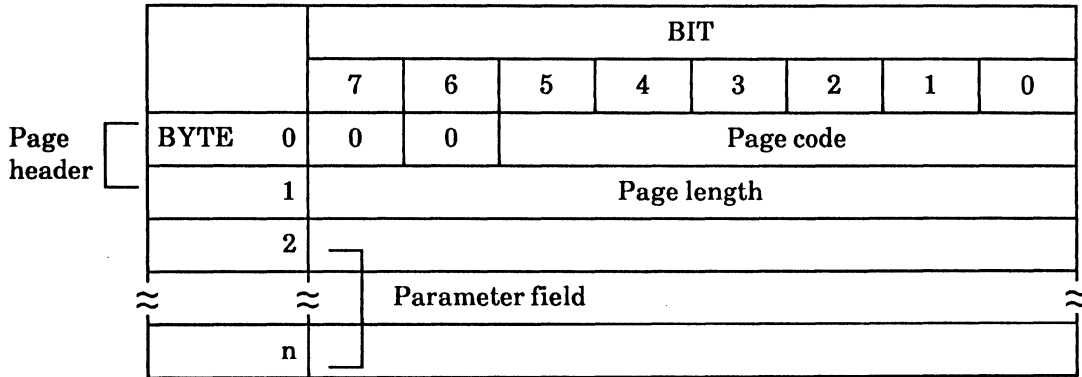 BIT
7 6 5 4 3 2 1 0
Page header
BYTE 0 0 0 Page code
1 Page length
2
Parameter field
n